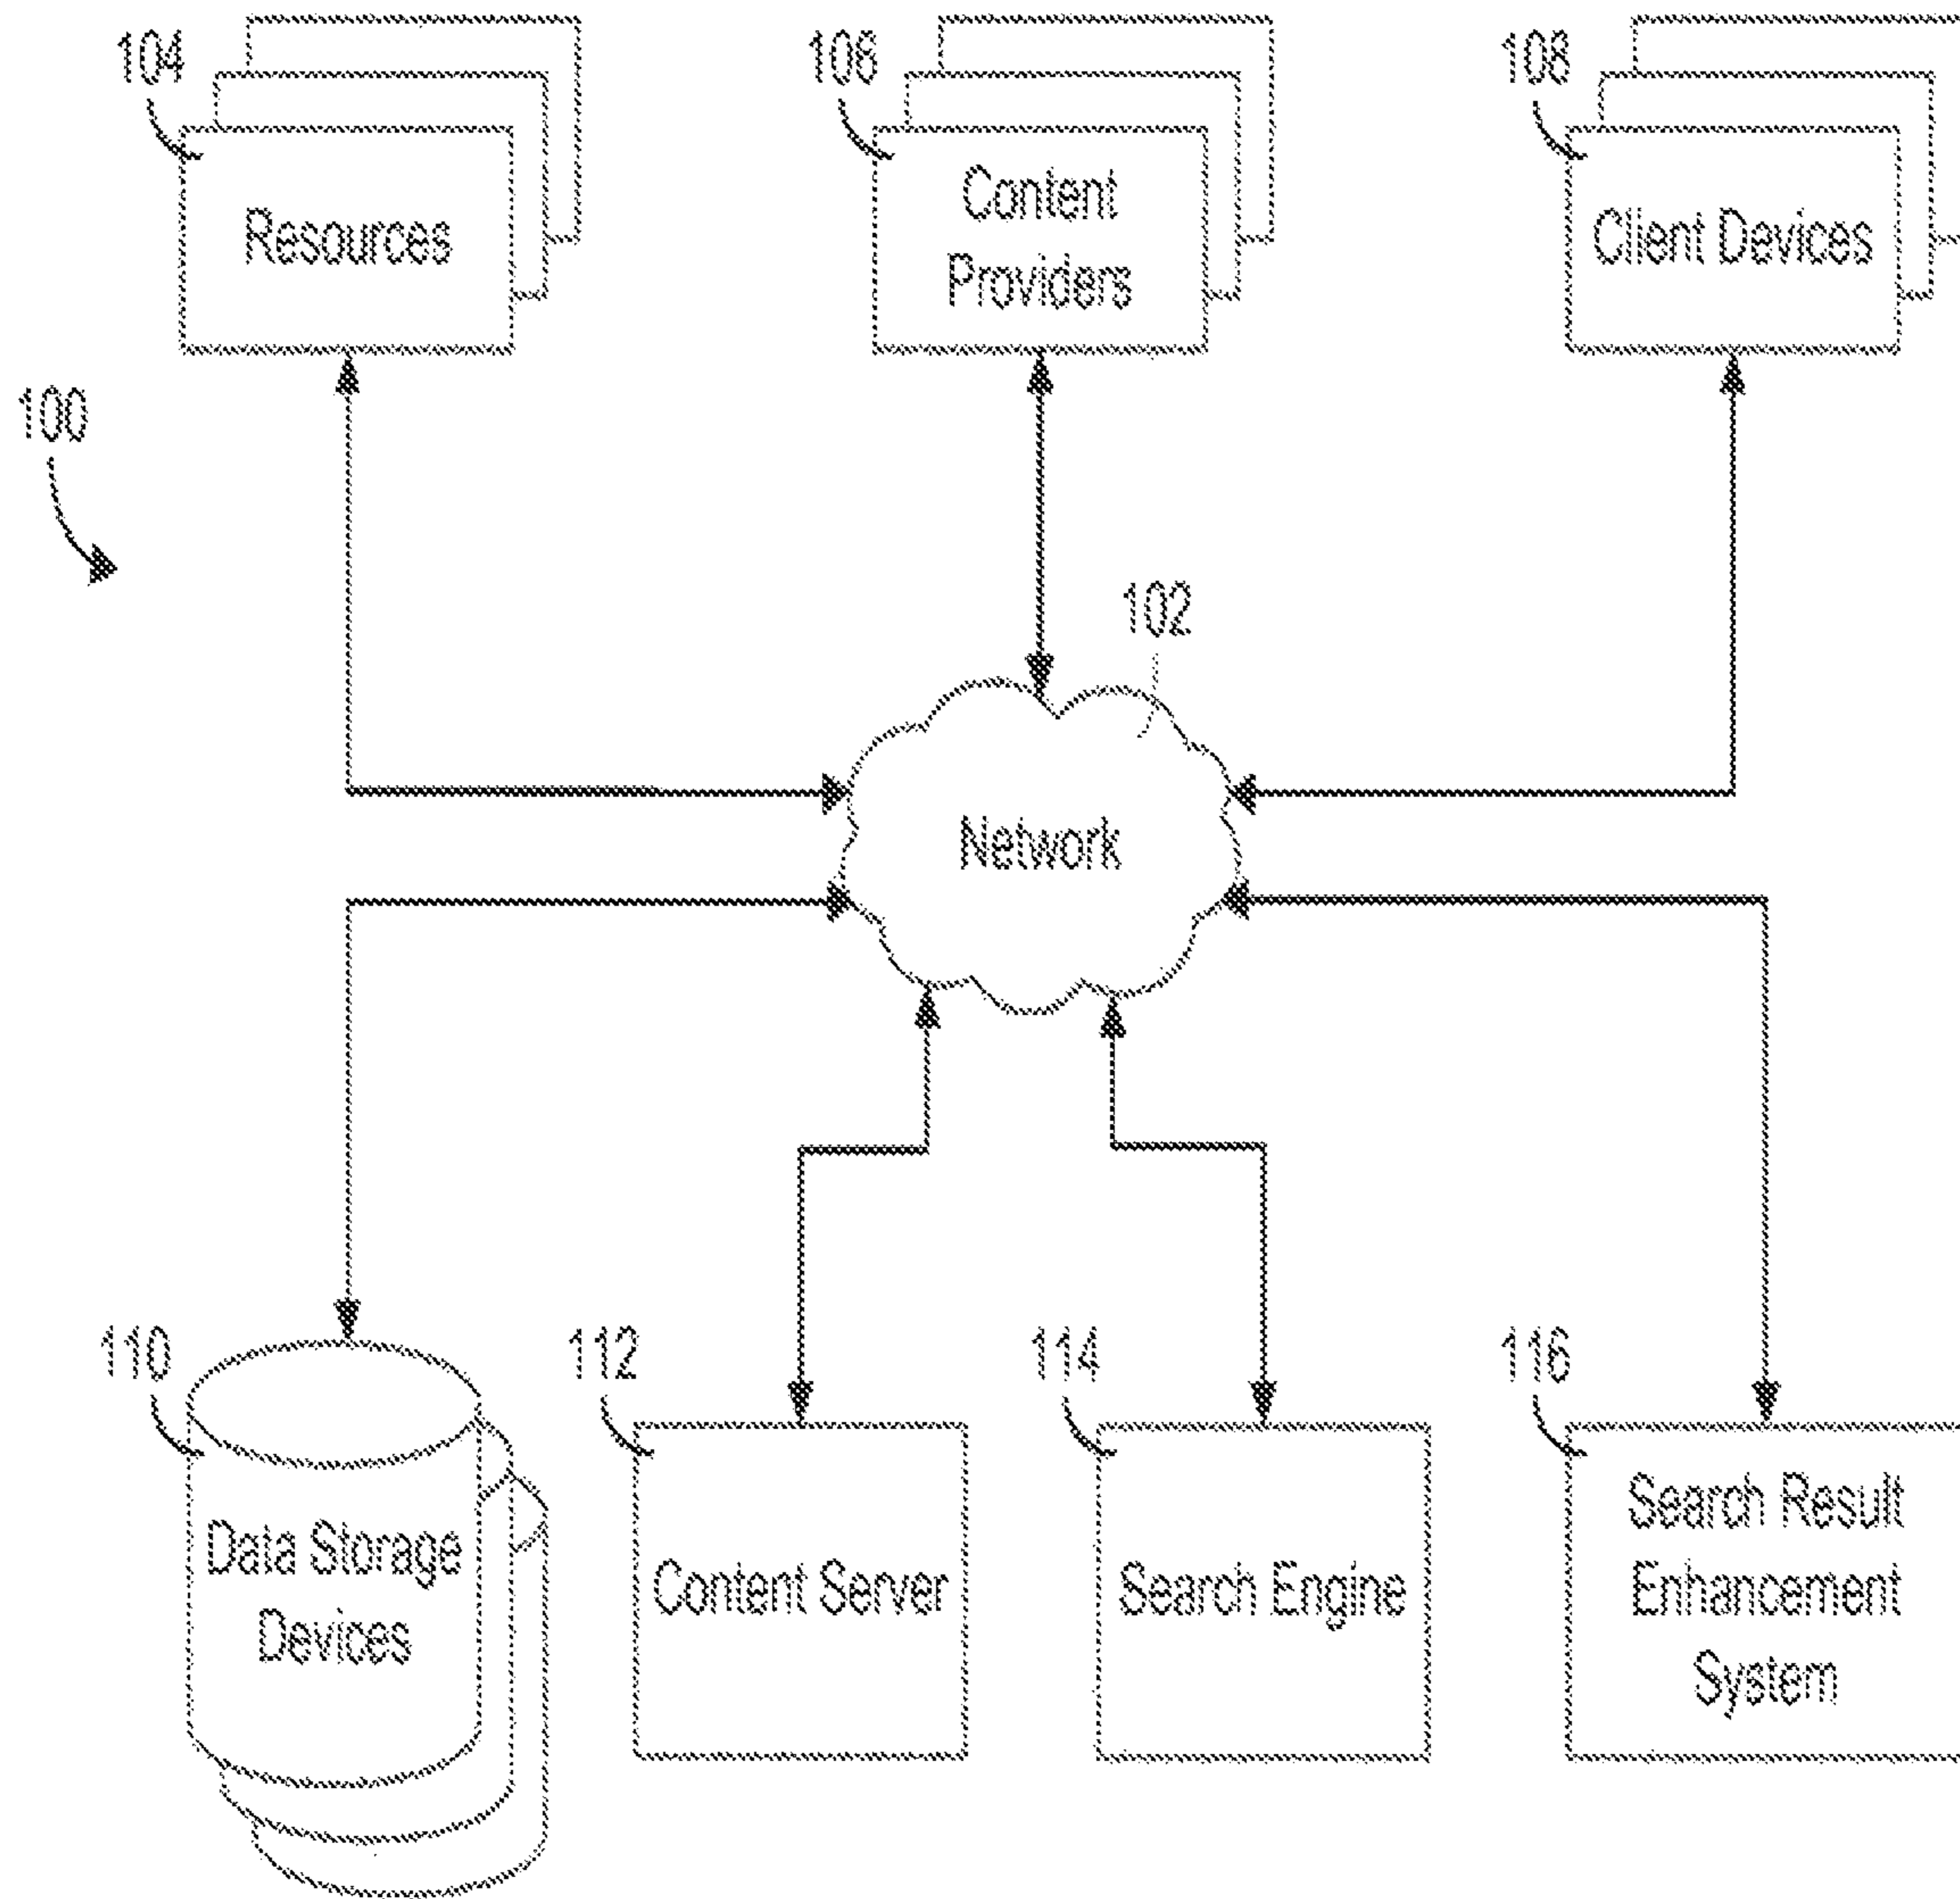 104
106
108
Resources
Content
Providers
Client Devices
100
102
Network
110
112
114
116
Data Storage
Devices
Content Server
Search Engine
Search Result
Enhancement
System